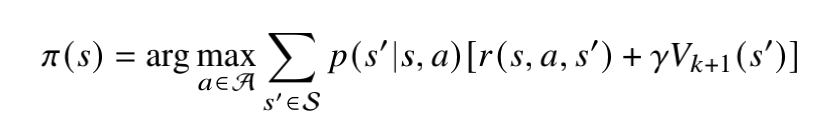 π(s) = arg max_{a∈𝒜} ∑_{s′∈𝒮} p(s′|s, a)[r(s, a, s′) + γV_{k+1}(s′)]